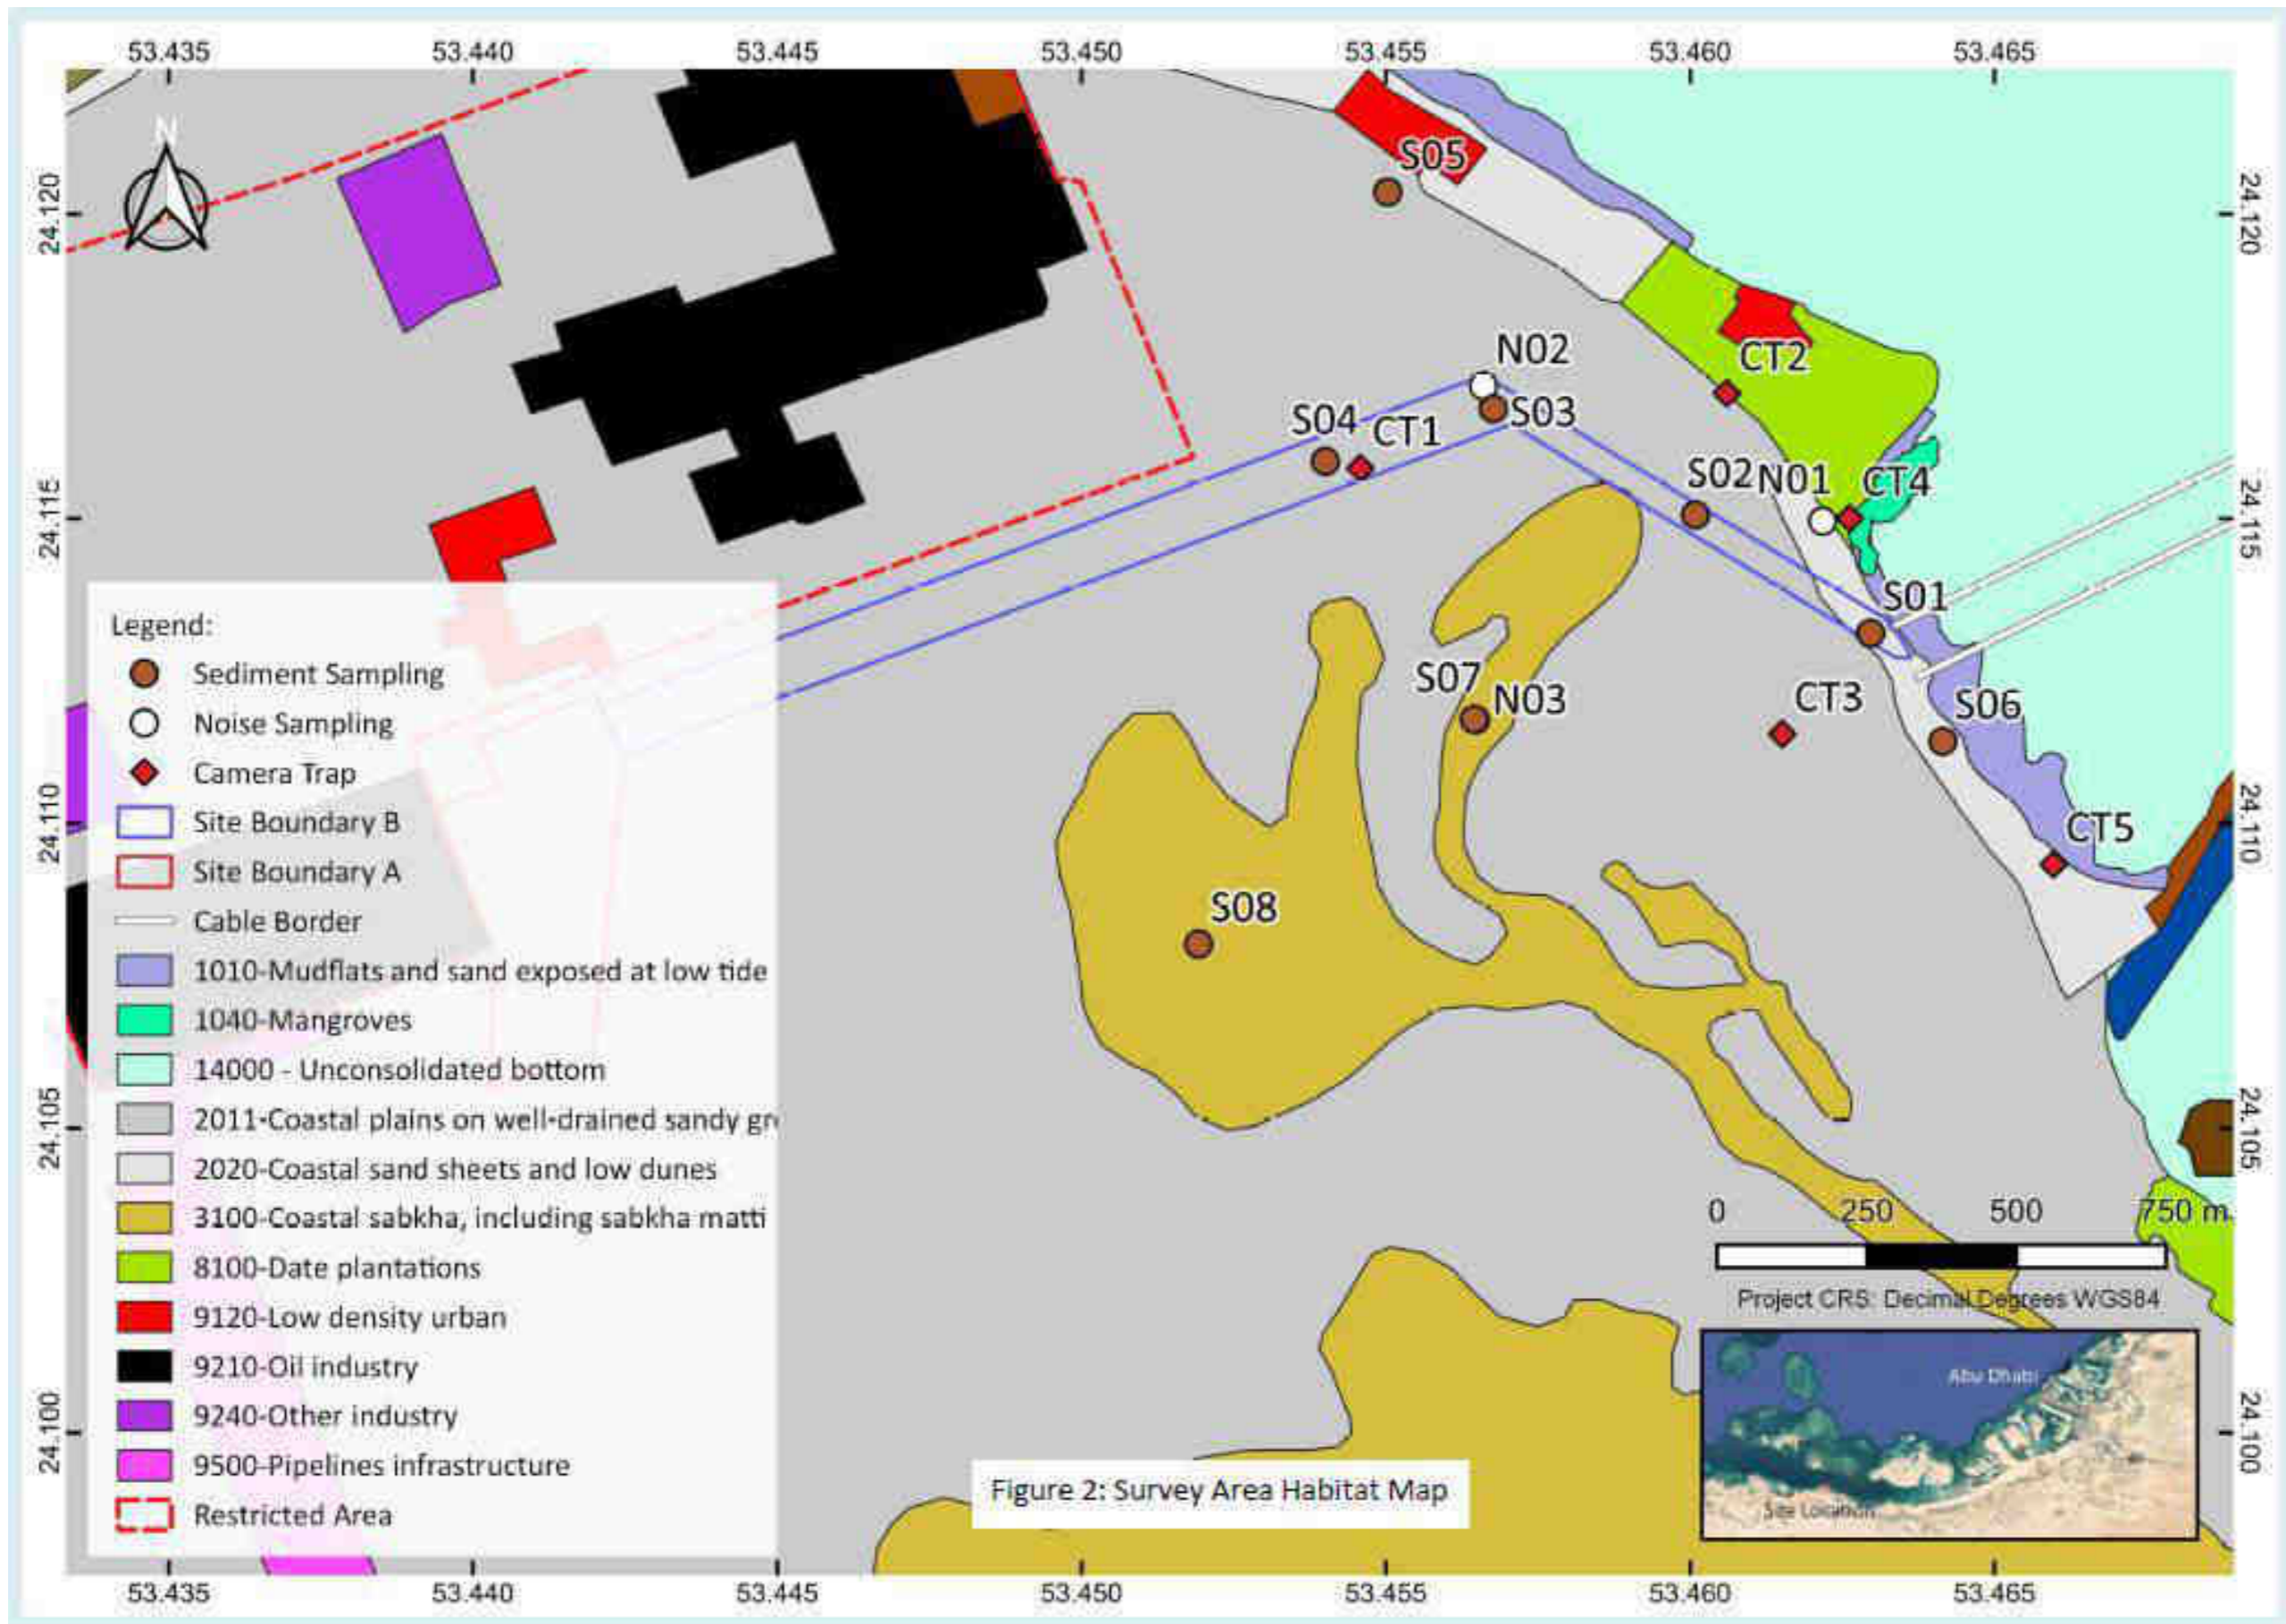 53.435 53.440 53.445 53.450 53.455 53.460 53.465
N
24.120
24.115
24.110
24.105
24.100
24.120
24.115
24.110
24.105
24.100
S05
N02
CT2
S04 CT1 S03
S02 N01 CT4
S01
S07 N03 CT3 S06
CT5
S08
Legend:
Sediment Sampling
Noise Sampling
Camera Trap
Site Boundary B
Site Boundary A
Cable Border
1010-Mudflats and sand exposed at low tide
1040-Mangroves
14000 - Unconsolidated bottom
2011-Coastal plains on well-drained sandy gr
2020-Coastal sand sheets and low dunes
3100-Coastal sabkha, including sabkha matti
8100-Date plantations
9120-Low density urban
9210-Oil industry
9240-Other industry
9500-Pipelines infrastructure
Restricted Area
0 250 500 750 m
Project CRS: Decimal Degrees WGS84
Abu Dhabi
Site Location
Figure 2: Survey Area Habitat Map
53.435 53.440 53.445 53.450 53.455 53.460 53.465